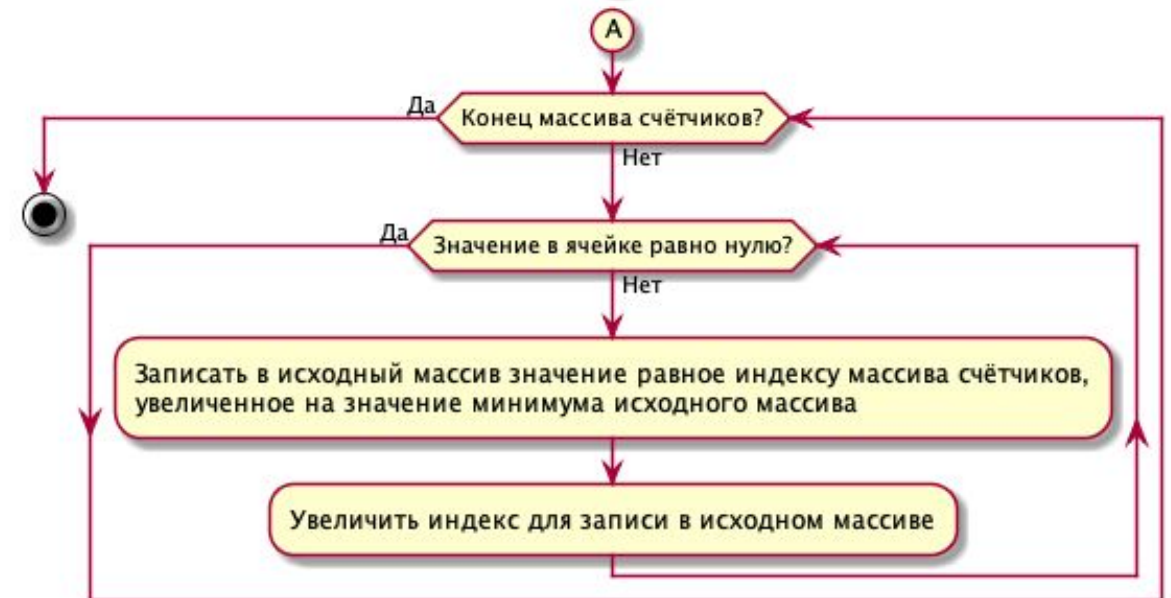 А
Да
Конец массива счётчиков?
Нет
Да
Значение в ячейке равно нулю?
Нет
Записать в исходный массив значение равное индексу массива счётчиков,
увеличенное на значение минимума исходного массива
Увеличить индекс для записи в исходном массиве